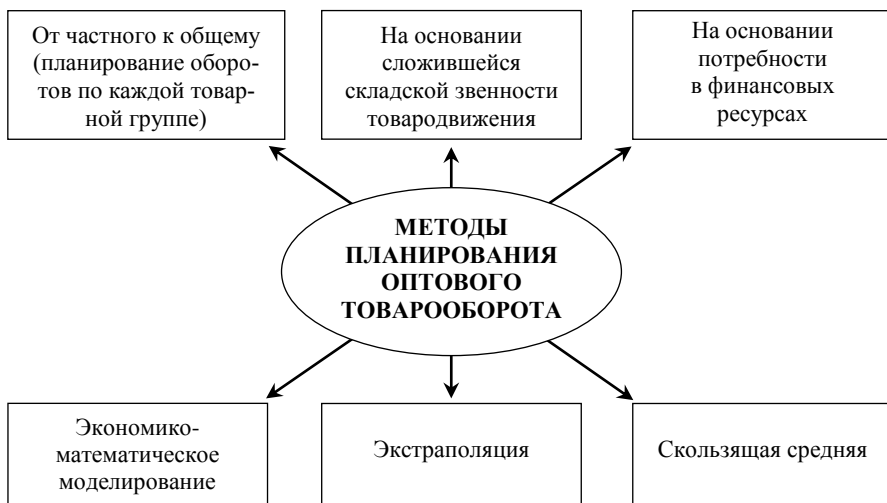 От частного к общему
(планирование оборо-
тов по каждой товар-
ной группе)
На основании
сложившейся
складской звенности
товародвижения
На основании
потребности
в финансовых
ресурсах
МЕТОДЫ
ПЛАНИРОВАНИЯ
ОПТОВОГО
ТОВАРООБОРОТА
Экономико-
математическое
моделирование
Экстраполяция
Скользящая средняя